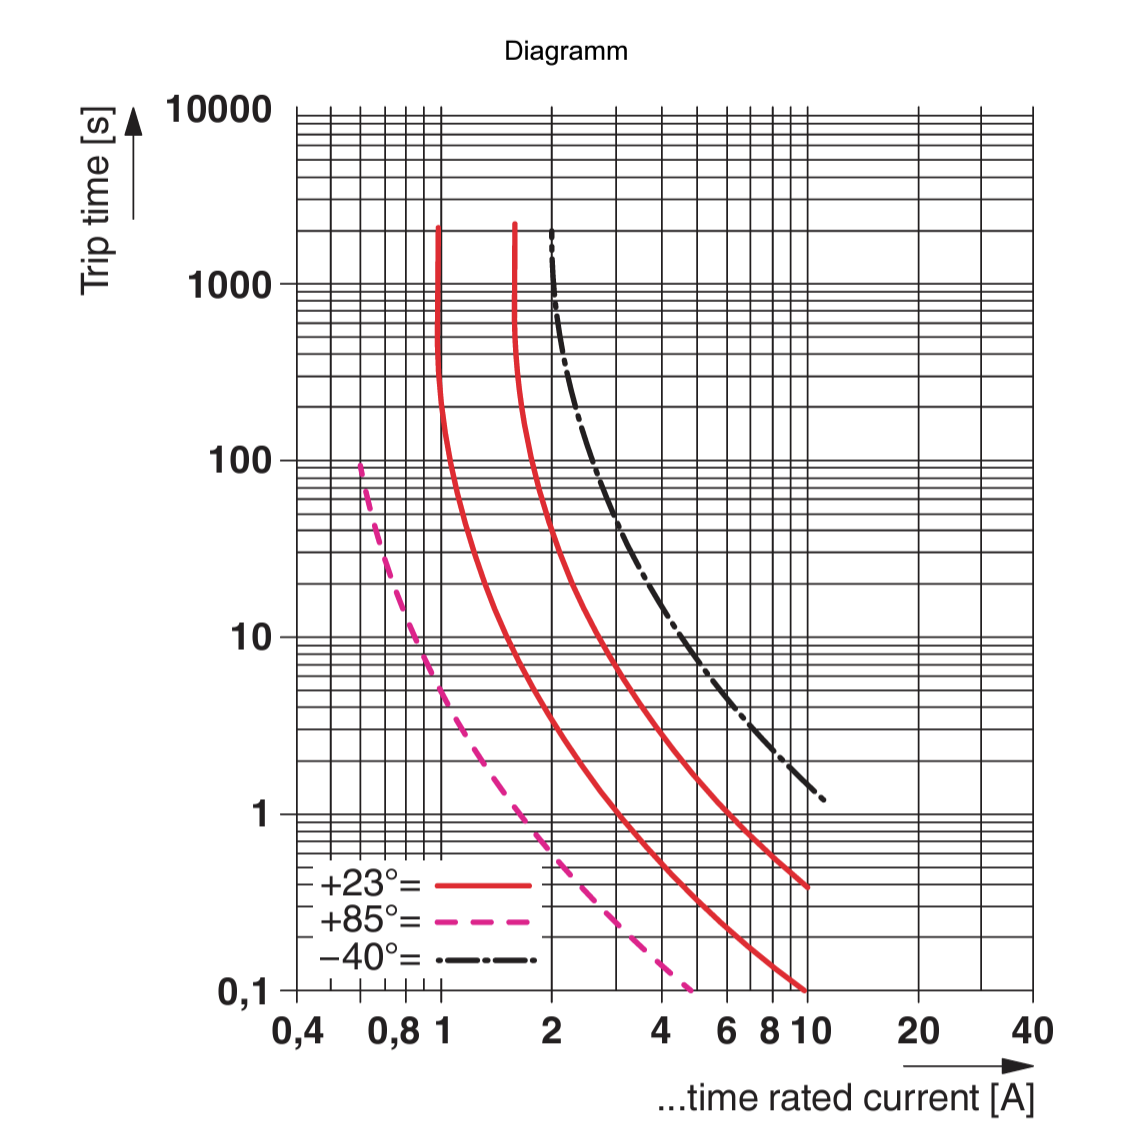 Diagramm
Trip time [s]
10000
1000
100
10
1
0,1
+23°=
+85°=
−40°=
0,4 0,8 1 2 4 6 8 10 20 40
...time rated current [A]